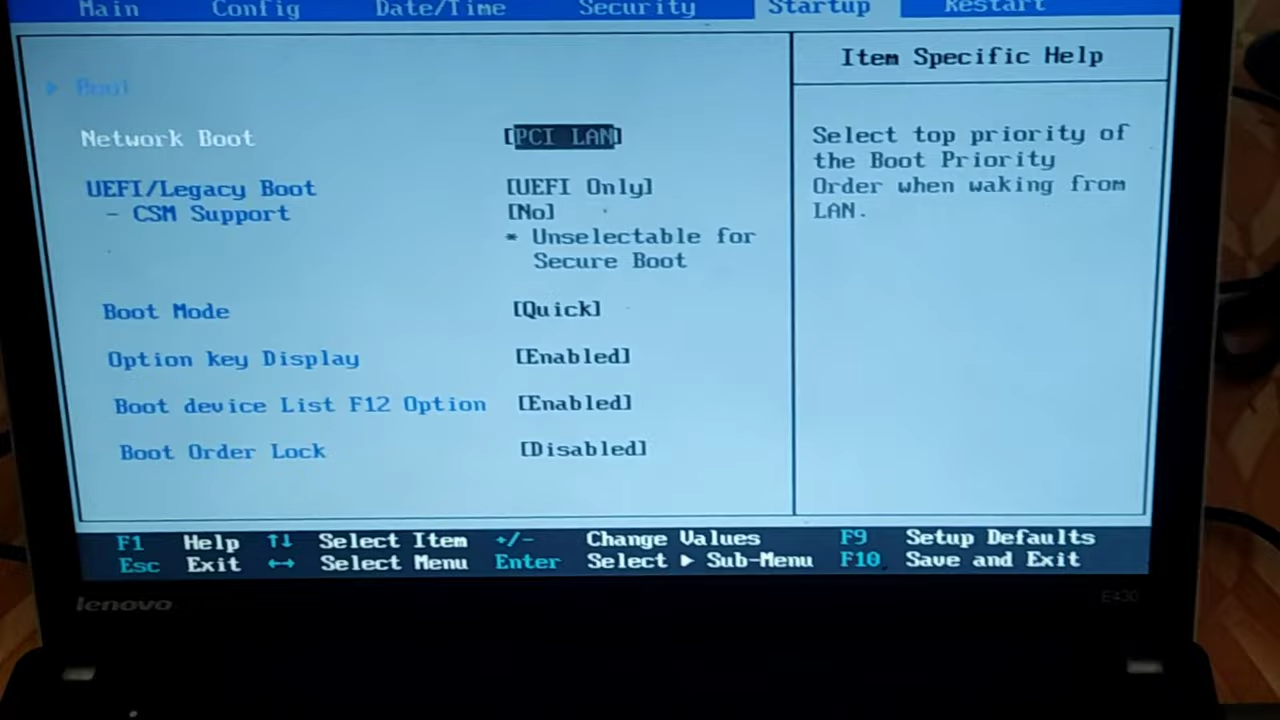 Main Config Date/Time Security Startup Restart
Item Specific Help
▶ Boot
Network Boot [PCI LAN]
Select top priority of
the Boot Priority
Order when waking from
LAN.
UEFI/Legacy Boot [UEFI Only]
- CSM Support [No]
* Unselectable for
Secure Boot
Boot Mode [Quick]
Option key Display [Enabled]
Boot device List F12 Option [Enabled]
Boot Order Lock [Disabled]
F1 Help ↑↓ Select Item +/- Change Values F9 Setup Defaults
Esc Exit ↔ Select Menu Enter Select ▶ Sub-Menu F10 Save and Exit
lenovo
E430